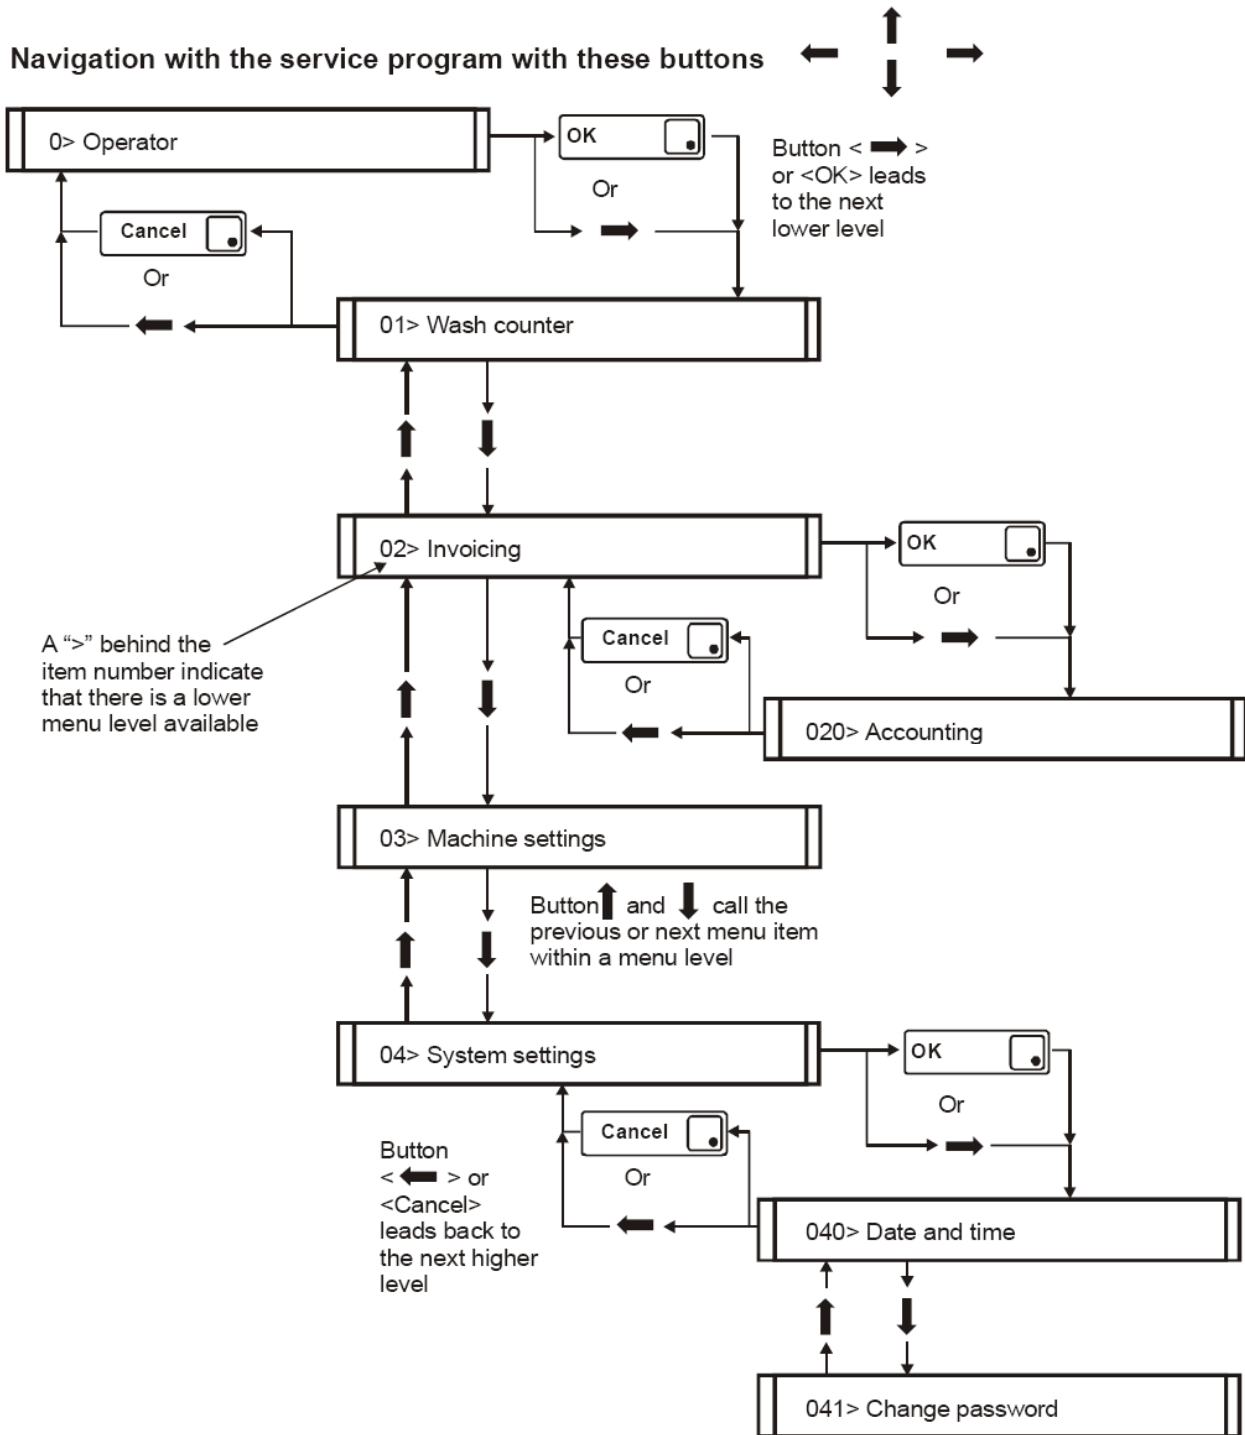 Navigation with the service program with these buttons
0> Operator
OK
Or
Button < >
or <OK> leads
to the next
lower level
Cancel
Or
01> Wash counter
02> Invoicing
OK
Or
A “>” behind the
item number indicate
that there is a lower
menu level available
Cancel
Or
020> Accounting
03> Machine settings
Button and call the
previous or next menu item
within a menu level
04> System settings
OK
Or
Cancel
Or
Button
< > or
<Cancel>
leads back to
the next higher
level
040> Date and time
041> Change password